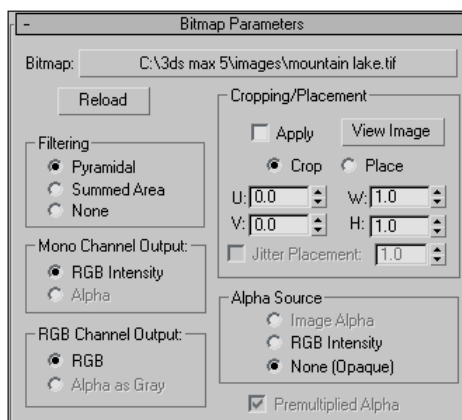 - Bitmap Parameters
Bitmap: C:\3ds max 5\images\mountain lake.tif
Reload
Cropping/Placement
Apply View Image
Crop Place
U: 0.0 W: 1.0
V: 0.0 H: 1.0
Jitter Placement: 1.0
Filtering
Pyramidal
Summed Area
None
Mono Channel Output:
RGB Intensity
Alpha
RGB Channel Output:
RGB
Alpha as Gray
Alpha Source
Image Alpha
RGB Intensity
None (Opaque)
Premultiplied Alpha